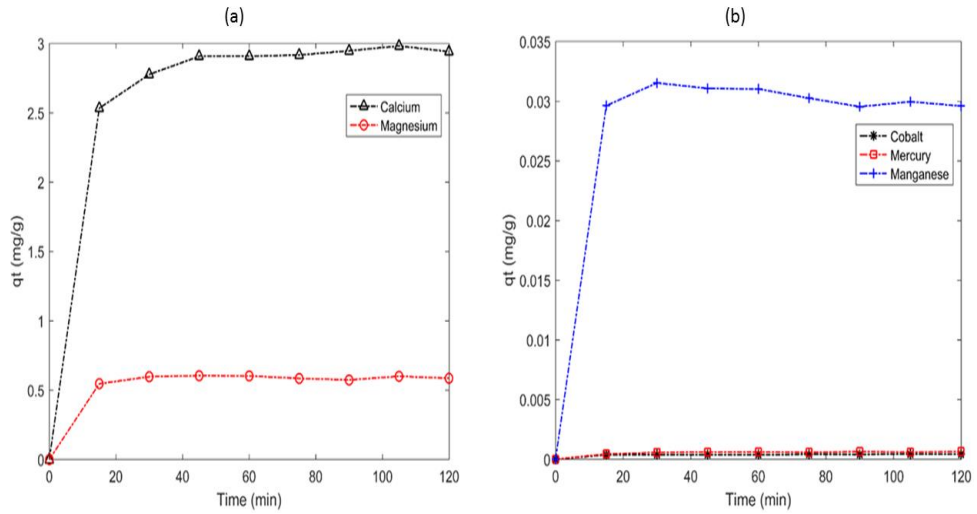 (a)
3
2.5
2
1.5
1
0.5
0
qt (mg/g)
Calcium
Magnesium
0 20 40 60 80 100 120
Time (min)
(b)
0.035
0.03
0.025
0.02
0.015
0.01
0.005
0
qt (mg/g)
Cobalt
Mercury
Manganese
0 20 40 60 80 100 120
Time (min)